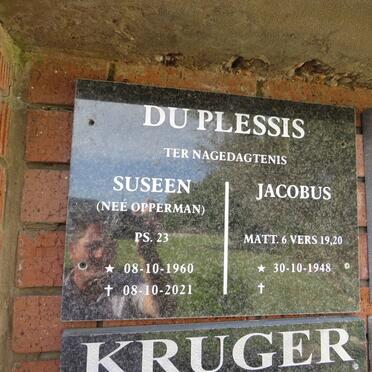 DU PLESSIS
TER NAGEDAGTENIS
SUSEEN
(NEÉ OPPERMAN)
PS. 23
★ 08-10-1960
✝ 08-10-2021
JACOBUS
MATT. 6 VERS 19,20
★ 30-10-1948
✝
KRUGER